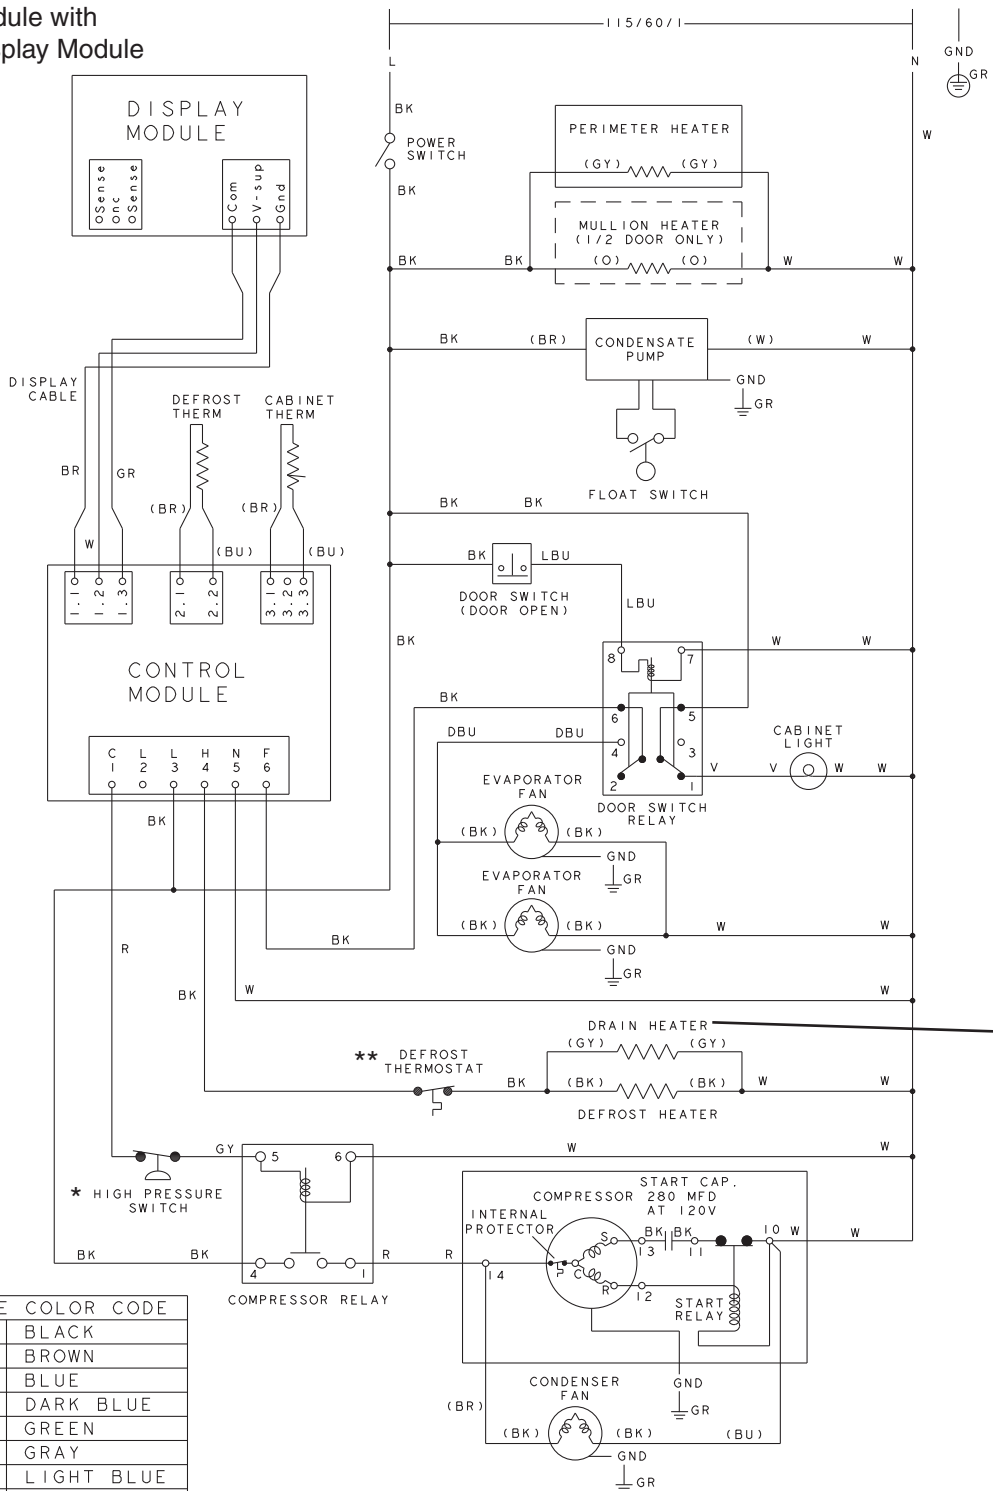 dule with
play Module
115/60/1
L
N
GND
GR
BK
W
POWER
SWITCH
BK
DISPLAY
MODULE
Sense
nc
Sense
Com
V-sup
Gnd
PERIMETER HEATER
(GY) (GY)
MULLION HEATER
(1/2 DOOR ONLY)
(O) (O)
BK BK W W
BK (BR) CONDENSATE
PUMP (W) W
GND
GR
FLOAT SWITCH
DISPLAY
CABLE
DEFROST
THERM
CABINET
THERM
BR GR
W
(BR) (BU)
(BR) (BU)
1.1 1.2 1.3
2.1 2.2
3.1 3.2 3.3
CONTROL
MODULE
C L L H N F
1 2 3 4 5 6
BK BK
BK LBU
DOOR SWITCH
(DOOR OPEN)
LBU
BK
8 7 W W
BK
6 5
DBU DBU
4 3
2 1
V V W W
CABINET
LIGHT
DOOR SWITCH
RELAY
EVAPORATOR
FAN
(BK) (BK)
GND
GR
EVAPORATOR
FAN
(BK) (BK) W W
GND
GR
BK
BK
R
BK
W W
DRAIN HEATER
(GY) (GY)
** DEFROST
THERMOSTAT
BK (BK) (BK) W W
DEFROST HEATER
GY
5 6
W W
* HIGH PRESSURE
SWITCH
BK BK
4 1
R R
14
COMPRESSOR RELAY
START CAP.
COMPRESSOR 280 MFD
AT 120V
INTERNAL
PROTECTOR
S
C
R
BK BK
13 11 10
W W
12
START
RELAY
GND
GR
CONDENSER
FAN
(BR)
(BK) (BK) (BU)
GND
GR
E COLOR CODE
BLACK
BROWN
BLUE
DARK BLUE
GREEN
GRAY
LIGHT BLUE